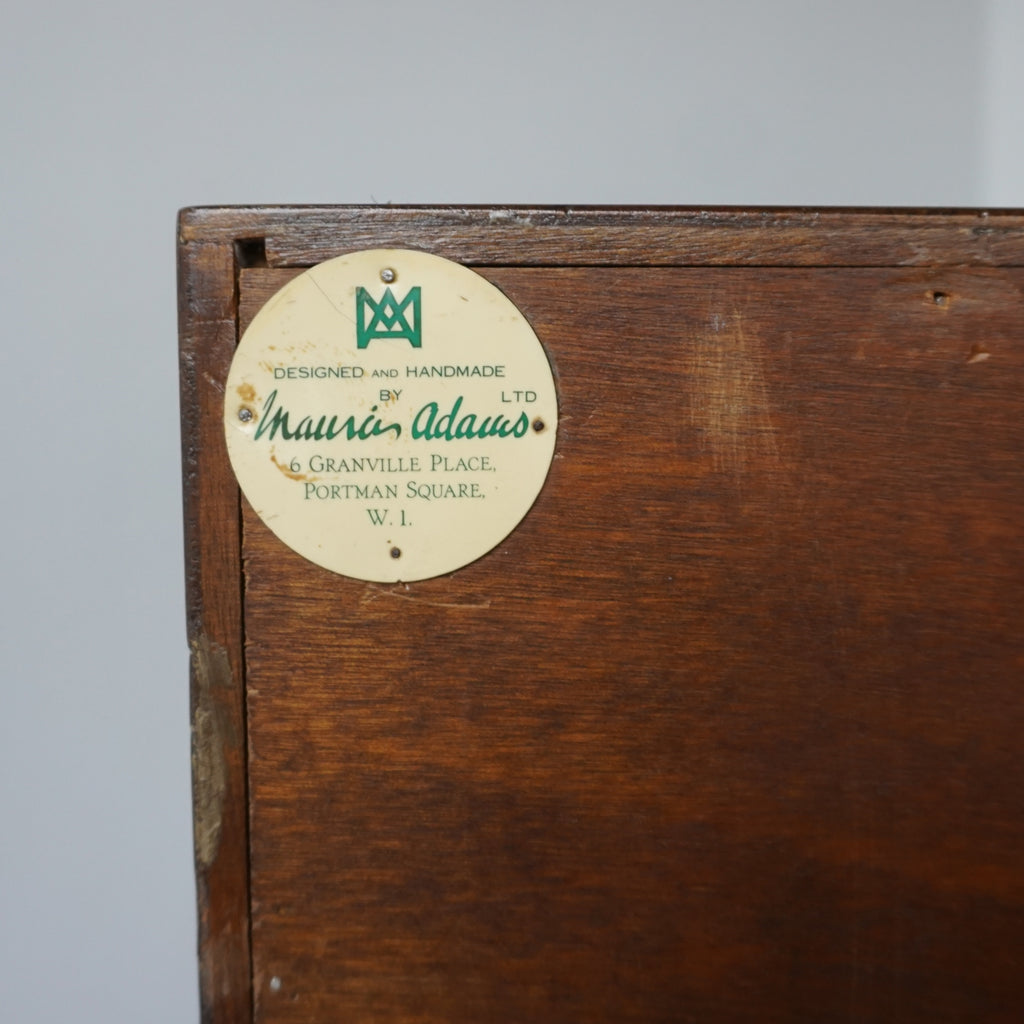 DESIGNED AND HANDMADE
BY
Maurice Adams LTD
6 GRANVILLE PLACE,
PORTMAN SQUARE,
W. 1.